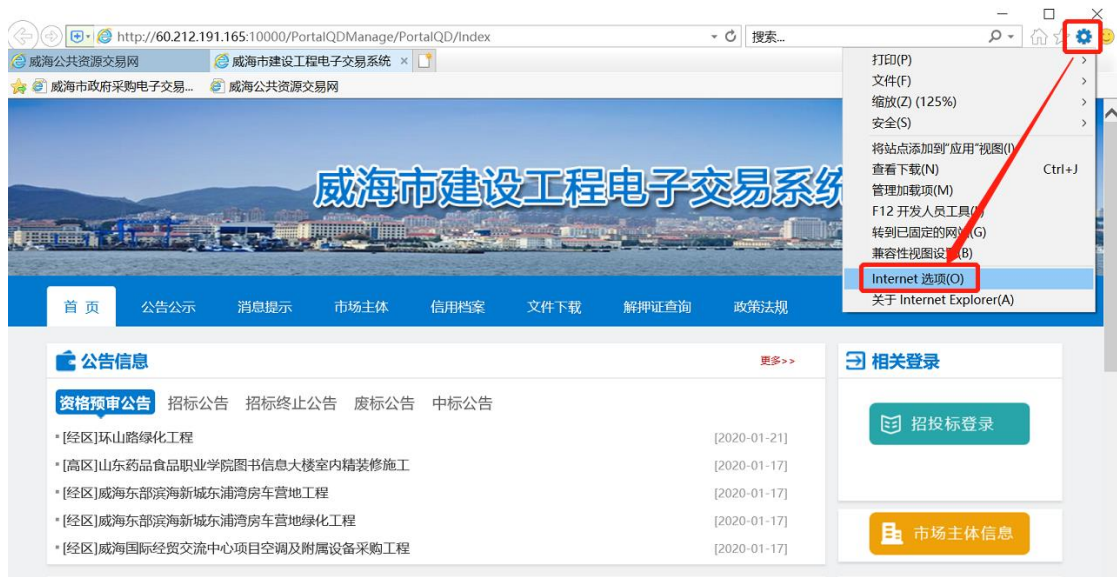 http://60.212.191.165:10000/PortalQDManage/PortalQD/Index
搜索...
威海公共资源交易网
威海市建设工程电子交易系统 ×
威海市政府采购电子交易...
威海公共资源交易网
打印(P)
文件(F)
缩放(Z) (125%)
安全(S)
将站点添加到"应用"视图(I)
查看下载(N) Ctrl+J
管理加载项(M)
F12 开发人员工具
转到已固定的网站(G)
兼容性视图设置(B)
Internet 选项(O)
关于 Internet Explorer(A)
威海市建设工程电子交易系统
首页 公告公示 消息提示 市场主体 信用档案 文件下载 解押证查询 政策法规
公告信息 更多>>
资格预审公告 招标公告 招标终止公告 废标公告 中标公告
[经区]环山路绿化工程 [2020-01-21]
[高区]山东药品食品职业学院图书信息大楼室内精装修施工 [2020-01-17]
[经区]威海东部滨海新城东浦湾房车营地工程 [2020-01-17]
[经区]威海东部滨海新城东浦湾房车营地绿化工程 [2020-01-17]
[经区]威海国际经贸交流中心项目空调及附属设备采购工程 [2020-01-17]
相关登录
招投标登录
市场主体信息